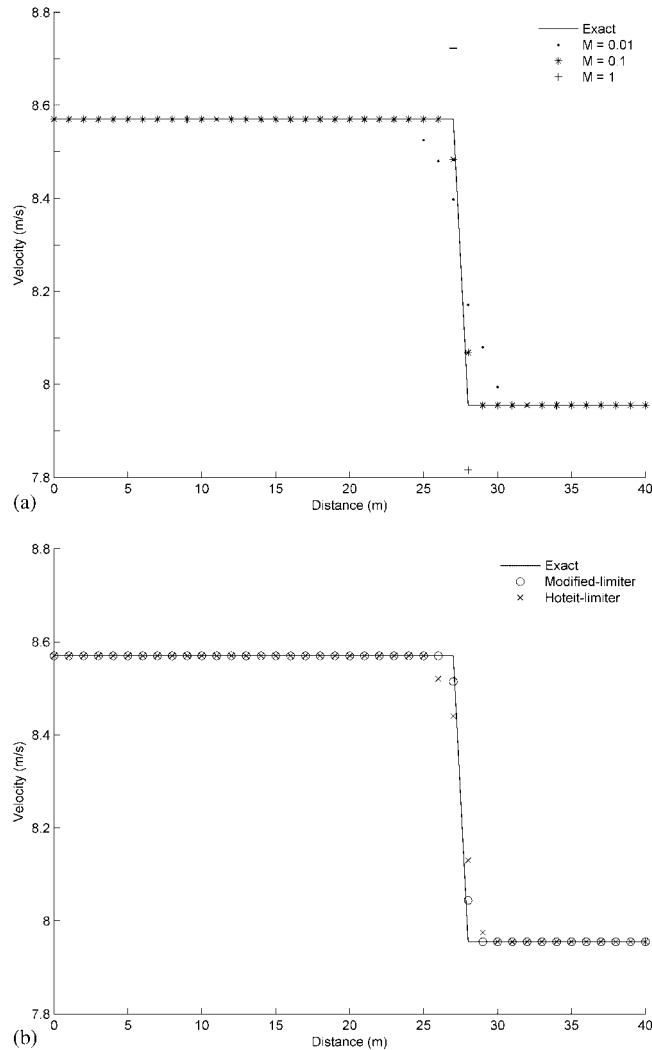 8.8
Exact
M = 0.01
M = 0.1
M = 1
8.6
8.4
8.2
8
7.8
Velocity (m/s)
0 5 10 15 20 25 30 35 40
Distance (m)
(a)
8.8
Exact
Modified-limiter
Hoteit-limiter
8.6
8.4
8.2
8
7.8
Velocity (m/s)
0 5 10 15 20 25 30 35 40
Distance (m)
(b)